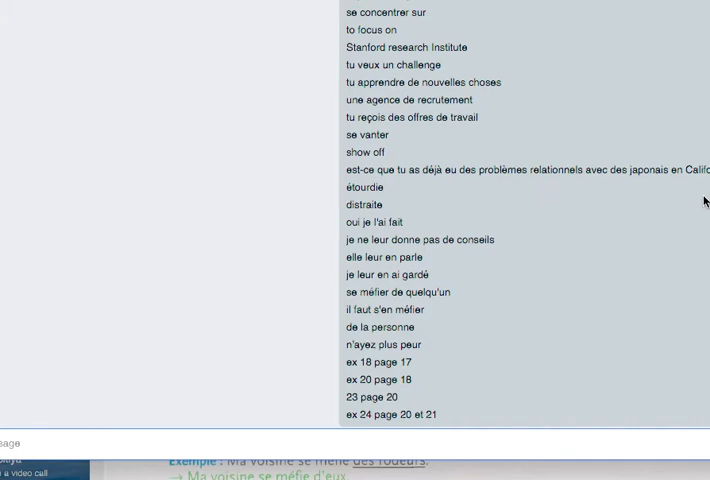 se concentrer sur
to focus on
Stanford research Institute
tu veux un challenge
tu apprendre de nouvelles choses
une agence de recrutement
tu reçois des offres de travail
se vanter
show off
est-ce que tu as déjà eu des problèmes relationnels avec des japonais en Califo
étourdie
distraite
oui je l'ai fait
je ne leur donne pas de conseils
elle leur en parle
je leur en ai gardé
se méfier de quelqu'un
il faut s'en méfier
de la personne
n'ayez plus peur
ex 18 page 17
ex 20 page 18
23 page 20
ex 24 page 20 et 21
sage
a video call
Exemple : Ma voisine se méfie des rôdeurs.
→ Ma voisine se méfie d'eux.